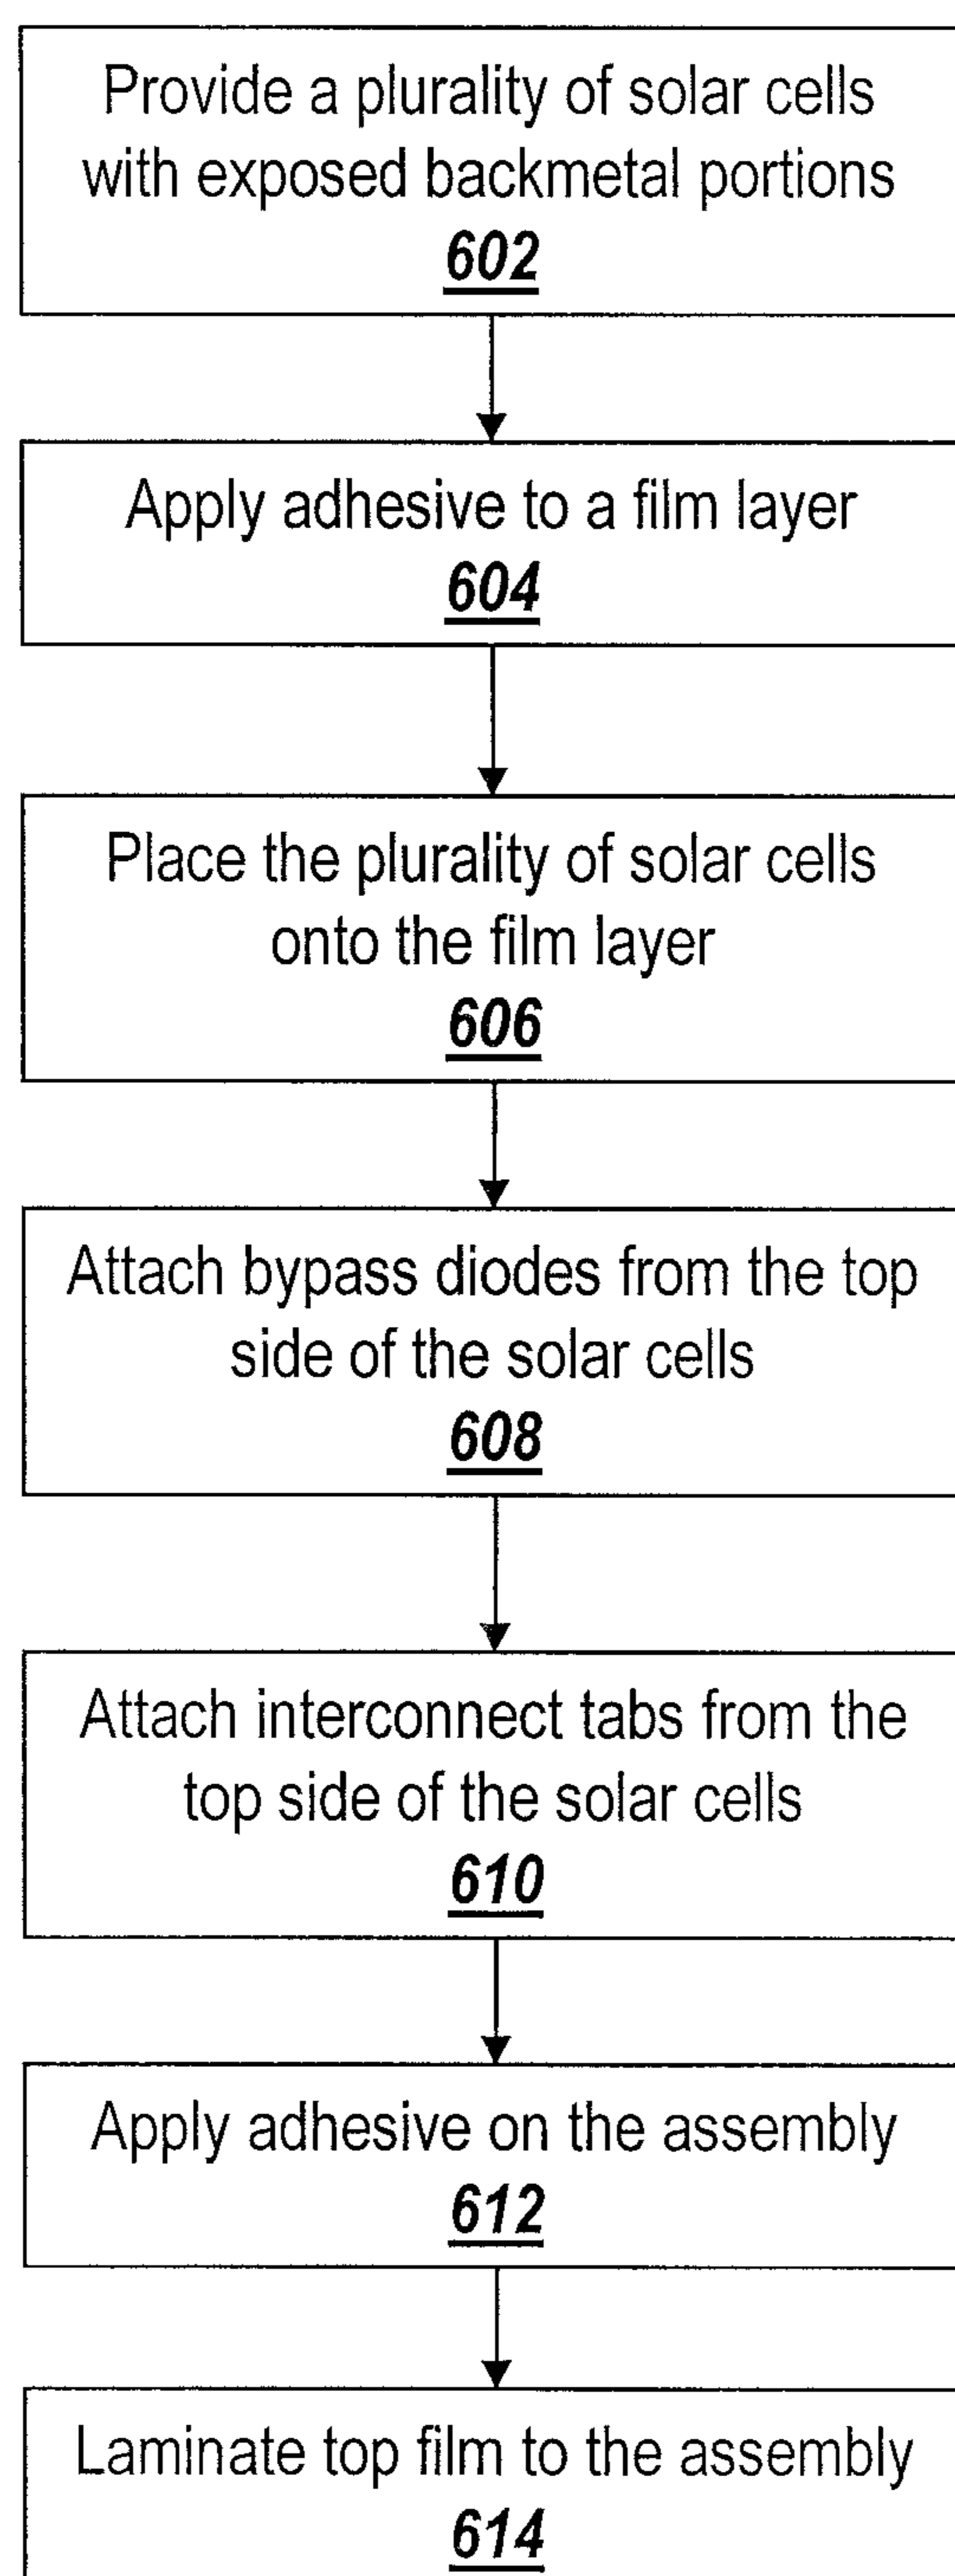 Provide a plurality of solar cells
with exposed backmetal portions
602
Apply adhesive to a film layer
604
Place the plurality of solar cells
onto the film layer
606
Attach bypass diodes from the top
side of the solar cells
608
Attach interconnect tabs from the
top side of the solar cells
610
Apply adhesive on the assembly
612
Laminate top film to the assembly
614